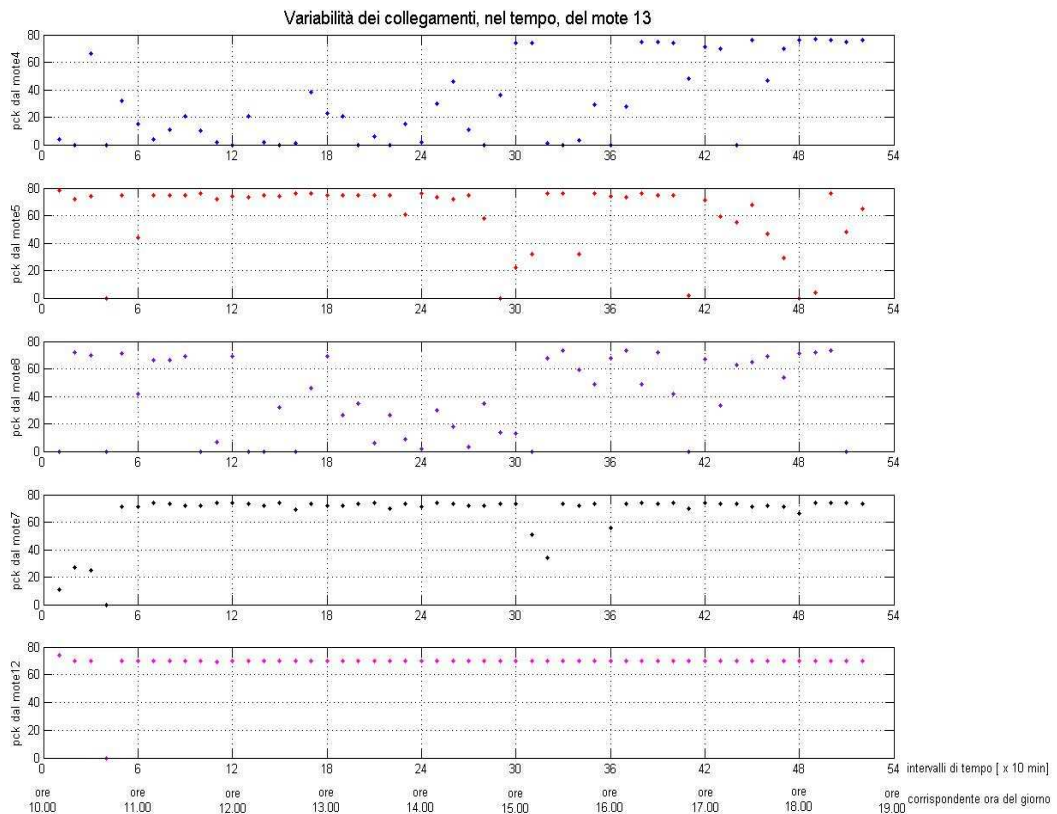 Variabilità dei collegamenti, nel tempo, del mote 13
pck dal mote4
80
60
40
20
0
0 6 12 18 24 30 36 42 48 54
pck dal mote5
80
60
40
20
0
0 6 12 18 24 30 36 42 48 54
pck dal mote8
80
60
40
20
0
0 6 12 18 24 30 36 42 48 54
pck dal mote7
80
60
40
20
0
0 6 12 18 24 30 36 42 48 54
pck dal mote12
80
60
40
20
0
0 6 12 18 24 30 36 42 48 54 intervalli di tempo [ x 10 min]
ore ore ore ore ore ore ore ore ore ore
10.00 11.00 12.00 13.00 14.00 15.00 16.00 17.00 18.00 19.00
corrispondente ora del giorno